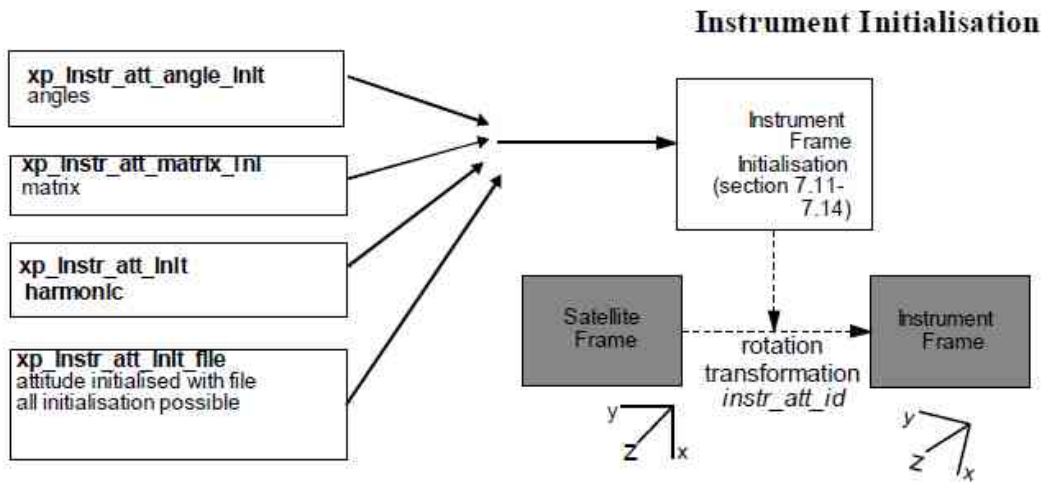 Instrument Initialisation
xp_instr_att_angle_init
angles
xp_instr_att_matrix_ini
matrix
xp_instr_att_init
harmonic
xp_instr_att_init_file
attitude initialised with file
all initialisation possible
Instrument
Frame
Initialisation
(section 7.11-
7.14)
Satellite
Frame
rotation
transformation
instr_att_id
Instrument
Frame
y
z
x
y
z
x